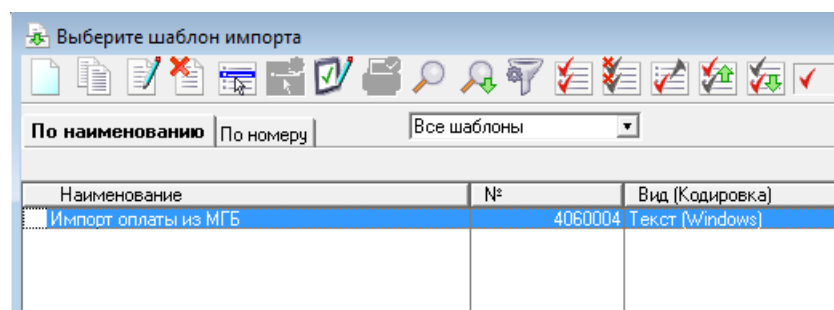 Выберите шаблон импорта
По наименованию По номеру Все шаблоны
Наименование № Вид (Кодировка)
Импорт оплаты из МГБ 4060004 Текст (Windows)